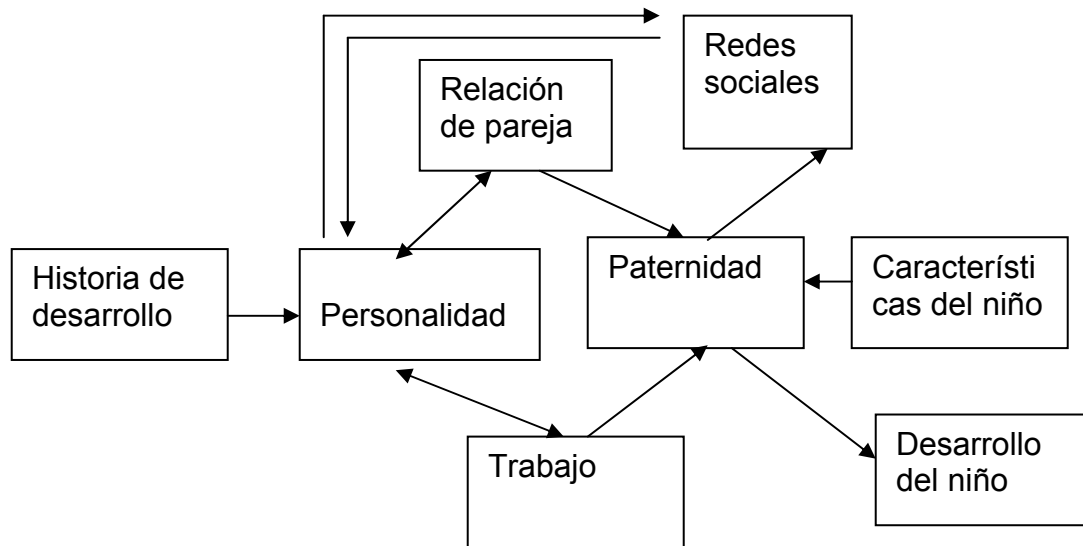 Redes
sociales
Relación
de pareja
Historia de
desarrollo
Personalidad
Paternidad
Característi
cas del niño
Trabajo
Desarrollo
del niño